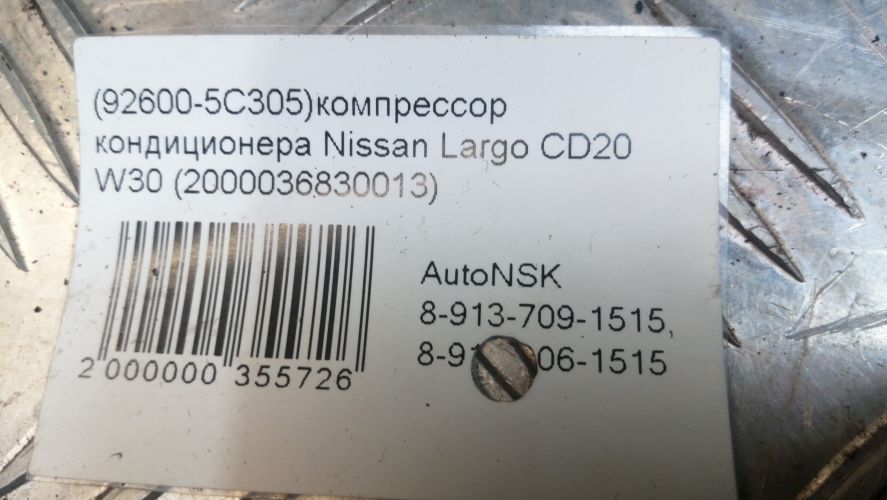 (92600-5C305)компрессор
кондиционера Nissan Largo CD20
W30 (2000036830013)
AutoNSK
8-913-709-1515,
2 000000 355726